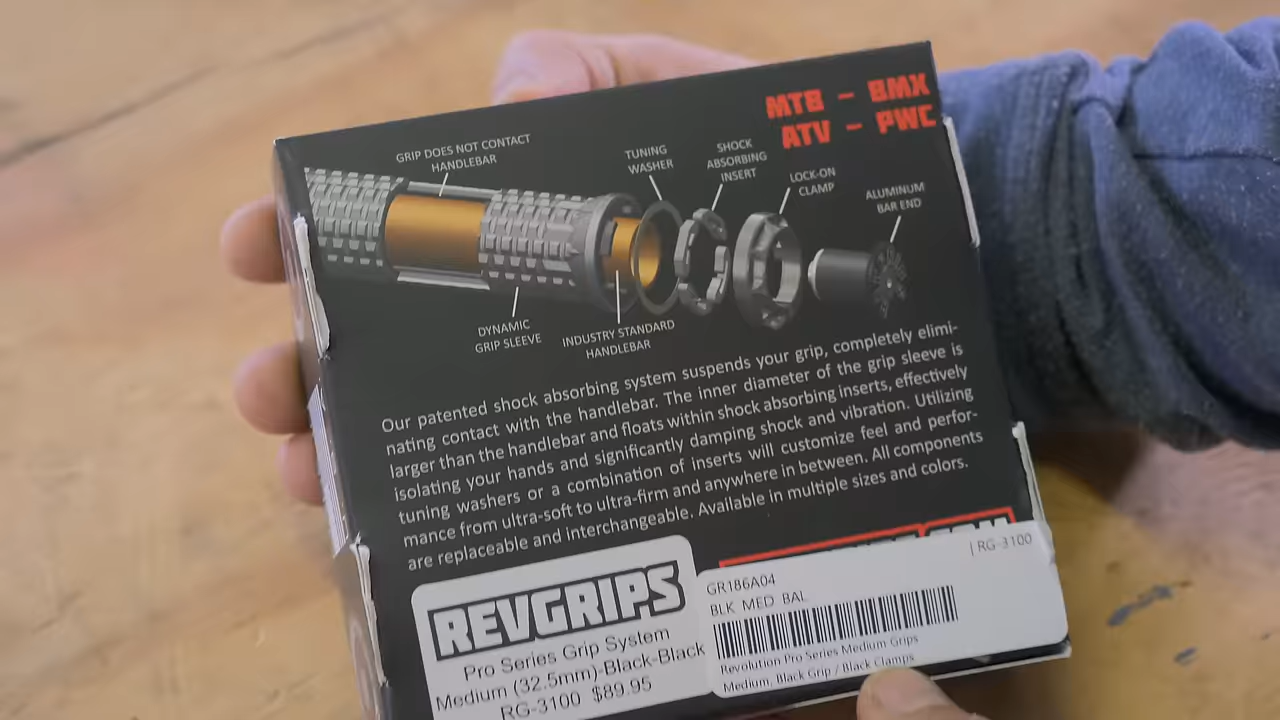 MTB – BMX
ATV – PWC
GRIP DOES NOT CONTACT
HANDLEBAR
TUNING
WASHER
SHOCK
ABSORBING
INSERT
LOCK-ON
CLAMP
ALUMINUM
BAR END
DYNAMIC
GRIP SLEEVE
INDUSTRY STANDARD
HANDLEBAR
Our patented shock absorbing system suspends your grip, completely elimi-
nating contact with the handlebar. The inner diameter of the grip sleeve is
larger than the handlebar and floats within shock absorbing inserts, effectively
isolating your hands and significantly damping shock and vibration. Utilizing
tuning washers or a combination of inserts will customize feel and perfor-
mance from ultra-soft to ultra-firm and anywhere in between. All components
are replaceable and interchangeable. Available in multiple sizes and colors.
REVGRIPS
Pro Series Grip System
Medium (32.5mm)-Black-Black
RG-3100 $89.95
| RG-3100
GR186A04
BLK MED BAL
Revolution Pro Series Medium Grips
Medium, Black Grip / Black Clamps